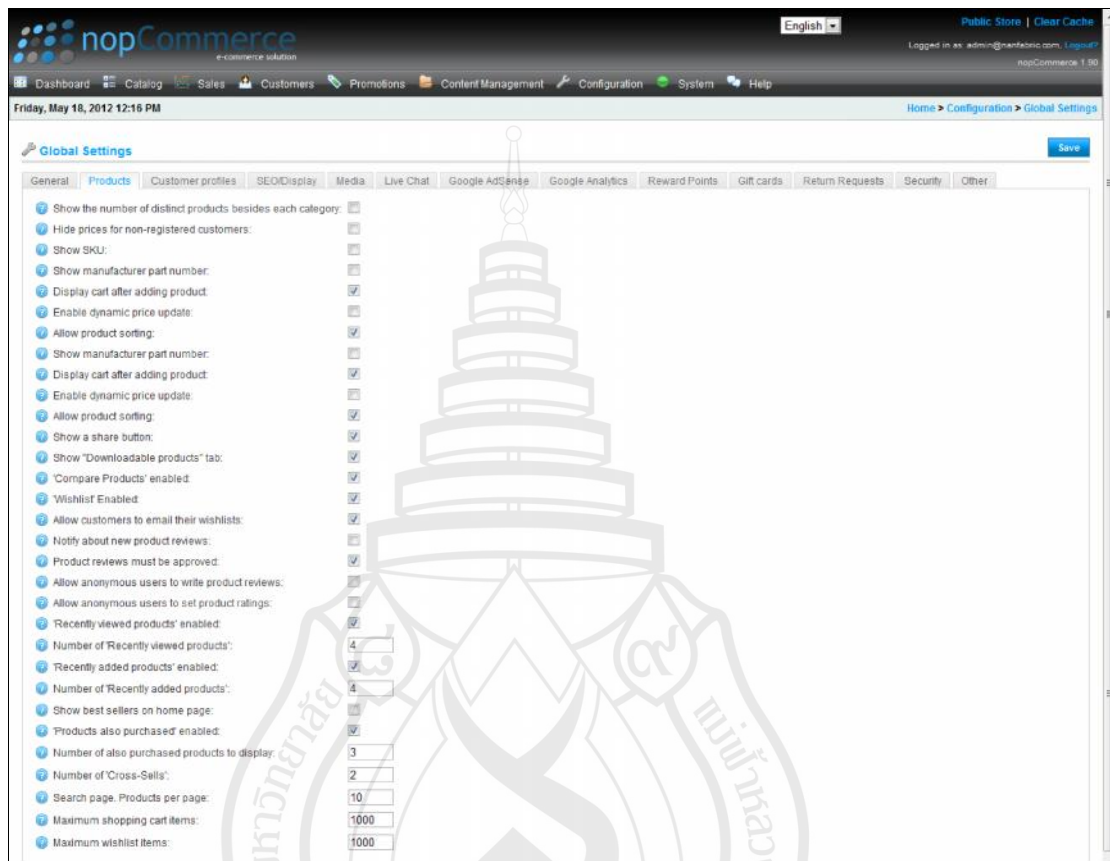 nopCommerce
e-commerce solution
English
Public Store | Clear Cache
Logged in as: admin@nanfabric.com, Logout?
nopCommerce 1.90
Dashboard Catalog Sales Customers Promotions Content Management Configuration System Help
Friday, May 18, 2012 12:16 PM
Home > Configuration > Global Settings
Global Settings
Save
General Products Customer profiles SEO/Display Media Live Chat Google AdSense Google Analytics Reward Points Gift cards Return Requests Security Other
Show the number of distinct products besides each category:
Hide prices for non-registered customers:
Show SKU:
Show manufacturer part number:
Display cart after adding product:
Enable dynamic price update:
Allow product sorting:
Show manufacturer part number:
Display cart after adding product:
Enable dynamic price update:
Allow product sorting:
Show a share button:
Show "Downloadable products" tab:
'Compare Products' enabled:
'Wishlist' Enabled:
Allow customers to email their wishlists:
Notify about new product reviews:
Product reviews must be approved:
Allow anonymous users to write product reviews:
Allow anonymous users to set product ratings:
'Recently viewed products' enabled:
Number of 'Recently viewed products': 4
'Recently added products' enabled:
Number of 'Recently added products': 4
Show best sellers on home page:
'Products also purchased' enabled:
Number of also purchased products to display: 3
Number of 'Cross-Sells': 2
Search page. Products per page: 10
Maximum shopping cart items: 1000
Maximum wishlist items: 1000